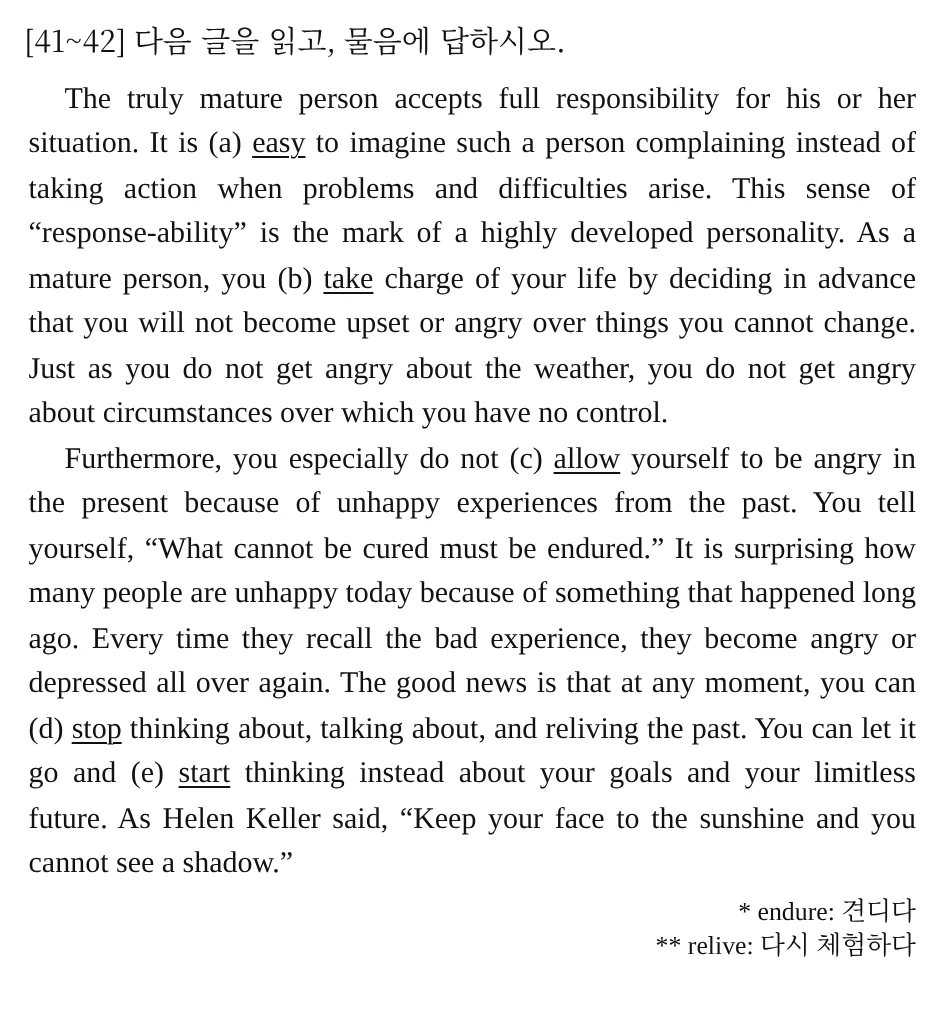 [41~42] 다음 글을 읽고, 물음에 답하시오.
The truly mature person accepts full responsibility for his or her
situation. It is (a) easy to imagine such a person complaining instead of
taking action when problems and difficulties arise. This sense of
“response-ability” is the mark of a highly developed personality. As a
mature person, you (b) take charge of your life by deciding in advance
that you will not become upset or angry over things you cannot change.
Just as you do not get angry about the weather, you do not get angry
about circumstances over which you have no control.
Furthermore, you especially do not (c) allow yourself to be angry in
the present because of unhappy experiences from the past. You tell
yourself, “What cannot be cured must be endured.” It is surprising how
many people are unhappy today because of something that happened long
ago. Every time they recall the bad experience, they become angry or
depressed all over again. The good news is that at any moment, you can
(d) stop thinking about, talking about, and reliving the past. You can let it
go and (e) start thinking instead about your goals and your limitless
future. As Helen Keller said, “Keep your face to the sunshine and you
cannot see a shadow.”
* endure: 견디다
** relive: 다시 체험하다